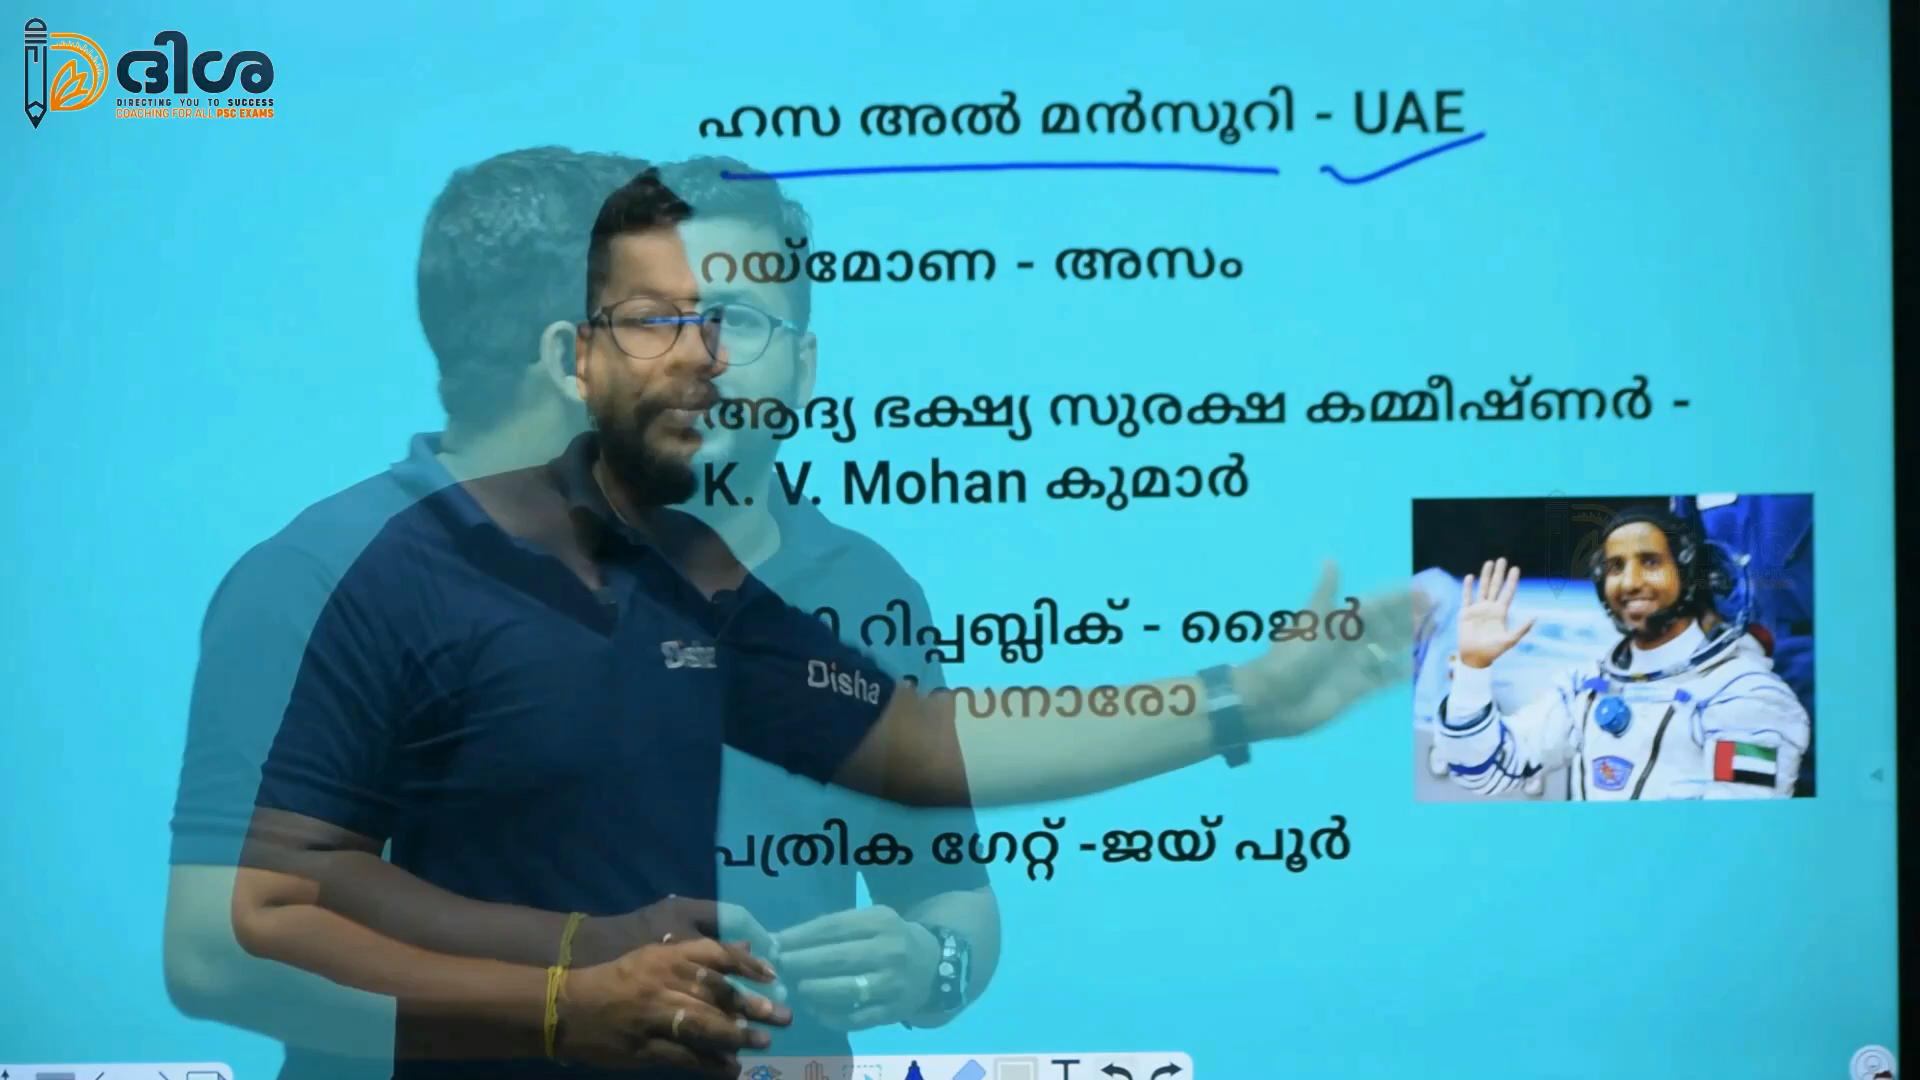 ദിശ
DIRECTING YOU TO SUCCESS
COACHING FOR ALL PSC EXAMS
ഹസ അൽ മൻസൂറി - UAE
റയ്മോണ - അസം
ആദ്യ ഭക്ഷ്യ സുരക്ഷ കമ്മീഷ്ണർ -
K. V. Mohan കുമാർ
റിപ്പബ്ലിക് - ജൈർ
സനാരോ
പത്രിക ഗേറ്റ് -ജയ് പൂർ
Disha
Disha